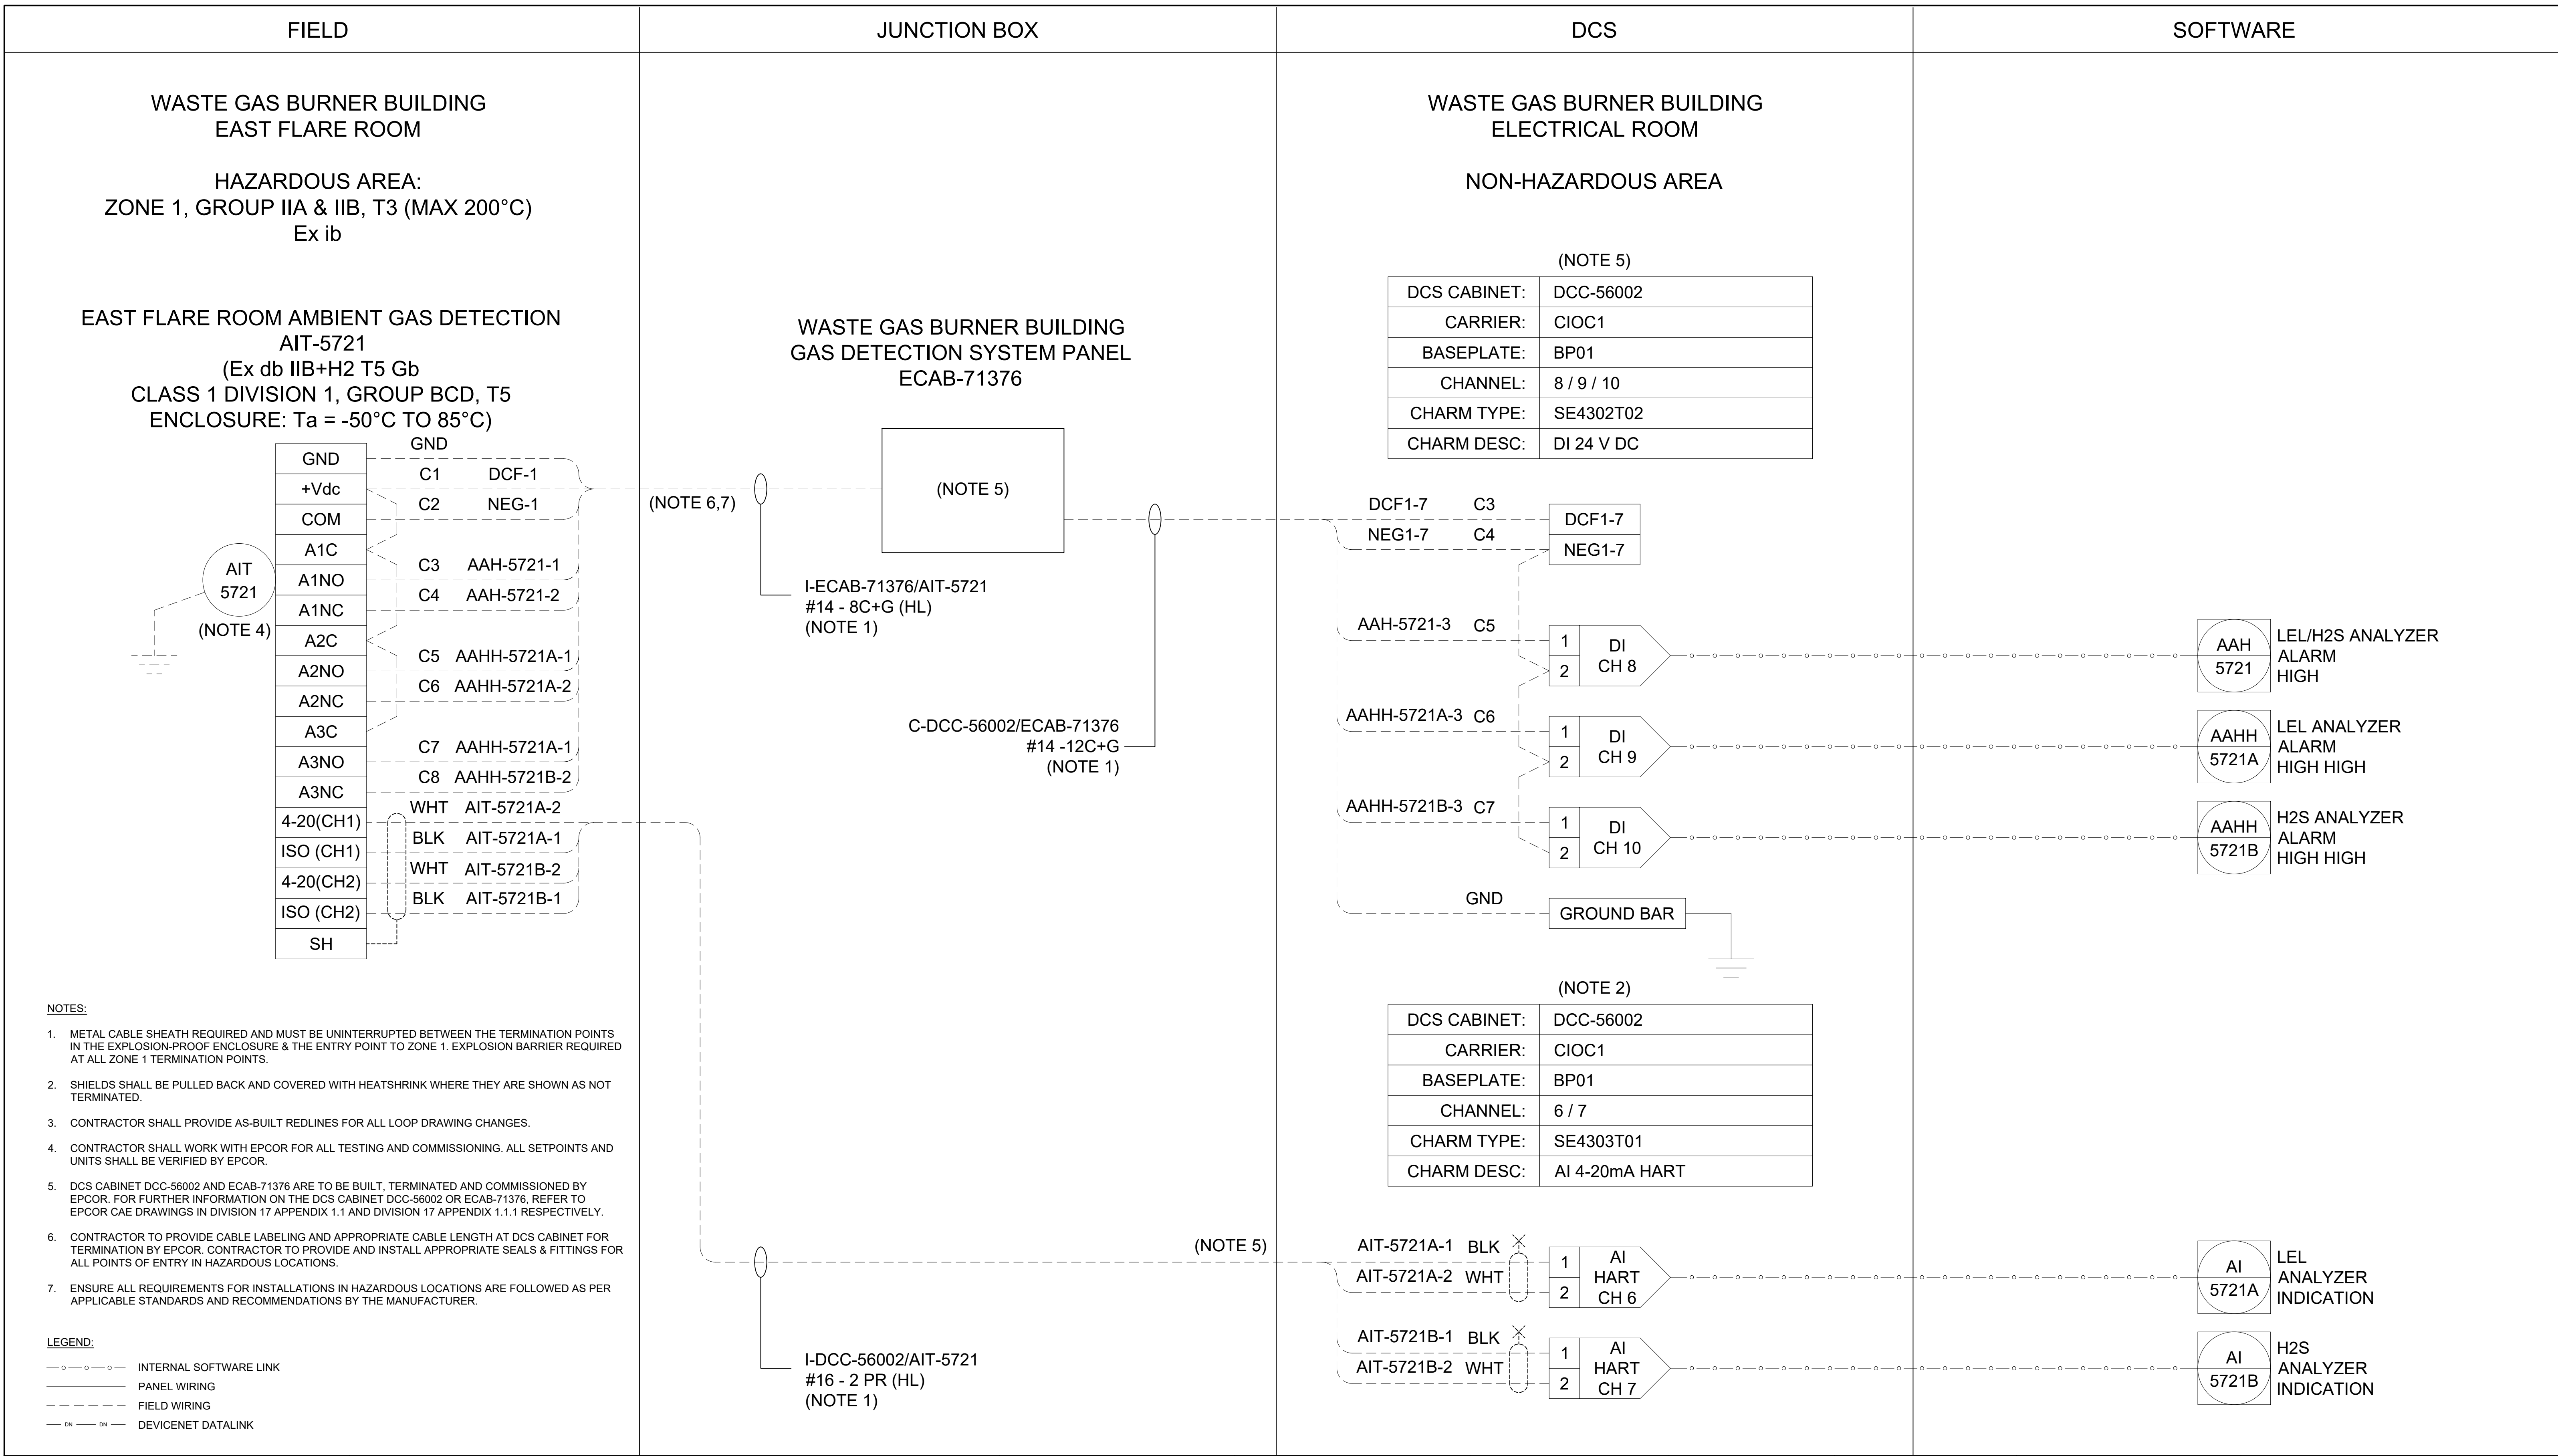 FIELD
JUNCTION BOX
DCS
SOFTWARE
WASTE GAS BURNER BUILDING
EAST FLARE ROOM
HAZARDOUS AREA:
ZONE 1, GROUP IIA & IIB, T3 (MAX 200°C)
Ex ib
EAST FLARE ROOM AMBIENT GAS DETECTION
AIT-5721
(Ex db IIB+H2 T5 Gb
CLASS 1 DIVISION 1, GROUP BCD, T5
ENCLOSURE: Ta = -50°C TO 85°C)
GND
GND
C1 DCF-1
+Vdc
C2 NEG-1
COM
A1C
C3 AAH-5721-1
A1NO
C4 AAH-5721-2
A1NC
A2C
C5 AAHH-5721A-1
A2NO
C6 AAHH-5721A-2
A2NC
A3C
C7 AAHH-5721A-1
A3NO
C8 AAHH-5721B-2
A3NC
WHT AIT-5721A-2
4-20(CH1)
BLK AIT-5721A-1
ISO (CH1)
WHT AIT-5721B-2
4-20(CH2)
BLK AIT-5721B-1
ISO (CH2)
SH
AIT
5721
(NOTE 4)
NOTES:
1. METAL CABLE SHEATH REQUIRED AND MUST BE UNINTERRUPTED BETWEEN THE TERMINATION POINTS
IN THE EXPLOSION-PROOF ENCLOSURE & THE ENTRY POINT TO ZONE 1. EXPLOSION BARRIER REQUIRED
AT ALL ZONE 1 TERMINATION POINTS.
2. SHIELDS SHALL BE PULLED BACK AND COVERED WITH HEATSHRINK WHERE THEY ARE SHOWN AS NOT
TERMINATED.
3. CONTRACTOR SHALL PROVIDE AS-BUILT REDLINES FOR ALL LOOP DRAWING CHANGES.
4. CONTRACTOR SHALL WORK WITH EPCOR FOR ALL TESTING AND COMMISSIONING. ALL SETPOINTS AND
UNITS SHALL BE VERIFIED BY EPCOR.
5. DCS CABINET DCC-56002 AND ECAB-71376 ARE TO BE BUILT, TERMINATED AND COMMISSIONED BY
EPCOR. FOR FURTHER INFORMATION ON THE DCS CABINET DCC-56002 OR ECAB-71376, REFER TO
EPCOR CAE DRAWINGS IN DIVISION 17 APPENDIX 1.1 AND DIVISION 17 APPENDIX 1.1.1 RESPECTIVELY.
6. CONTRACTOR TO PROVIDE CABLE LABELING AND APPROPRIATE CABLE LENGTH AT DCS CABINET FOR
TERMINATION BY EPCOR. CONTRACTOR TO PROVIDE AND INSTALL APPROPRIATE SEALS & FITTINGS FOR
ALL POINTS OF ENTRY IN HAZARDOUS LOCATIONS.
7. ENSURE ALL REQUIREMENTS FOR INSTALLATIONS IN HAZARDOUS LOCATIONS ARE FOLLOWED AS PER
APPLICABLE STANDARDS AND RECOMMENDATIONS BY THE MANUFACTURER.
LEGEND:
INTERNAL SOFTWARE LINK
PANEL WIRING
FIELD WIRING
DN DN DEVICENET DATALINK
WASTE GAS BURNER BUILDING
GAS DETECTION SYSTEM PANEL
ECAB-71376
(NOTE 5)
(NOTE 6,7)
I-ECAB-71376/AIT-5721
#14 - 8C+G (HL)
(NOTE 1)
C-DCC-56002/ECAB-71376
#14 -12C+G
(NOTE 1)
(NOTE 5)
I-DCC-56002/AIT-5721
#16 - 2 PR (HL)
(NOTE 1)
WASTE GAS BURNER BUILDING
ELECTRICAL ROOM
NON-HAZARDOUS AREA
(NOTE 5)
DCS CABINET: DCC-56002
CARRIER: CIOC1
BASEPLATE: BP01
CHANNEL: 8 / 9 / 10
CHARM TYPE: SE4302T02
CHARM DESC: DI 24 V DC
DCF1-7 C3
DCF1-7
NEG1-7 C4
NEG1-7
AAH-5721-3 C5
1
2
DI
CH 8
AAHH-5721A-3 C6
1
2
DI
CH 9
AAHH-5721B-3 C7
1
2
DI
CH 10
GND
GROUND BAR
(NOTE 2)
DCS CABINET: DCC-56002
CARRIER: CIOC1
BASEPLATE: BP01
CHANNEL: 6 / 7
CHARM TYPE: SE4303T01
CHARM DESC: AI 4-20mA HART
AIT-5721A-1 BLK
AIT-5721A-2 WHT
1
2
AI
HART
CH 6
AIT-5721B-1 BLK
AIT-5721B-2 WHT
1
2
AI
HART
CH 7
AAH
5721
LEL/H2S ANALYZER
ALARM
HIGH
AAHH
5721A
LEL ANALYZER
ALARM
HIGH HIGH
AAHH
5721B
H2S ANALYZER
ALARM
HIGH HIGH
AI
5721A
LEL
ANALYZER
INDICATION
AI
5721B
H2S
ANALYZER
INDICATION